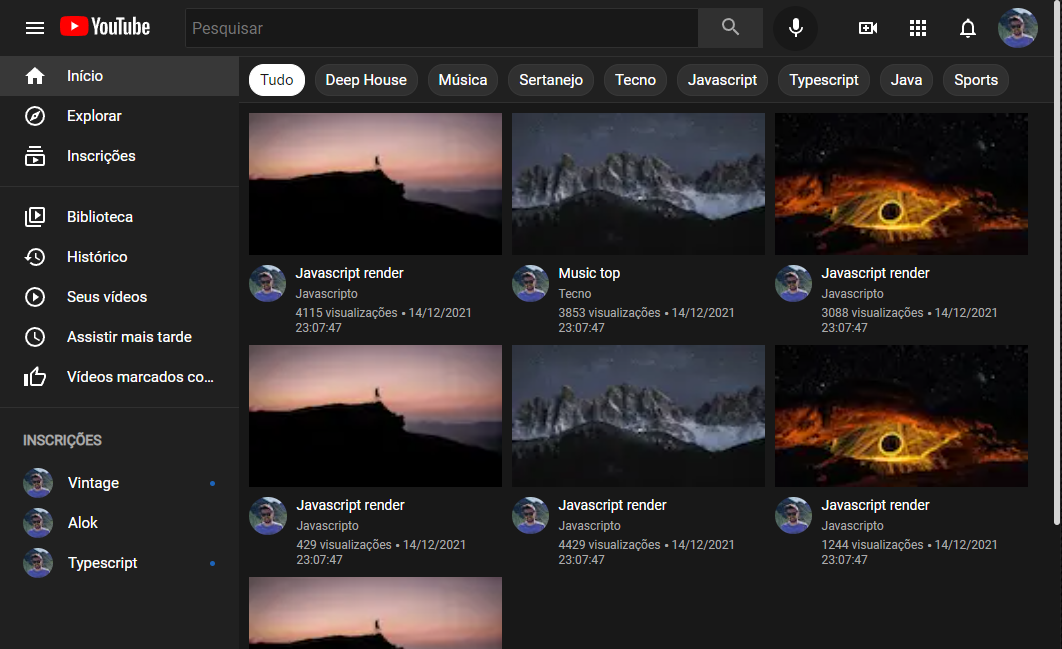 YouTube
Pesquisar
Início
Explorar
Inscrições
Biblioteca
Histórico
Seus vídeos
Assistir mais tarde
Vídeos marcados co...
INSCRIÇÕES
Vintage
Alok
Typescript
Tudo
Deep House
Música
Sertanejo
Tecno
Javascript
Typescript
Java
Sports
Javascript render
Javascripto
4115 visualizações • 14/12/2021
23:07:47
Music top
Tecno
3853 visualizações • 14/12/2021
23:07:47
Javascript render
Javascripto
3088 visualizações • 14/12/2021
23:07:47
Javascript render
Javascripto
429 visualizações • 14/12/2021
23:07:47
Javascript render
Javascripto
4429 visualizações • 14/12/2021
23:07:47
Javascript render
Javascripto
1244 visualizações • 14/12/2021
23:07:47